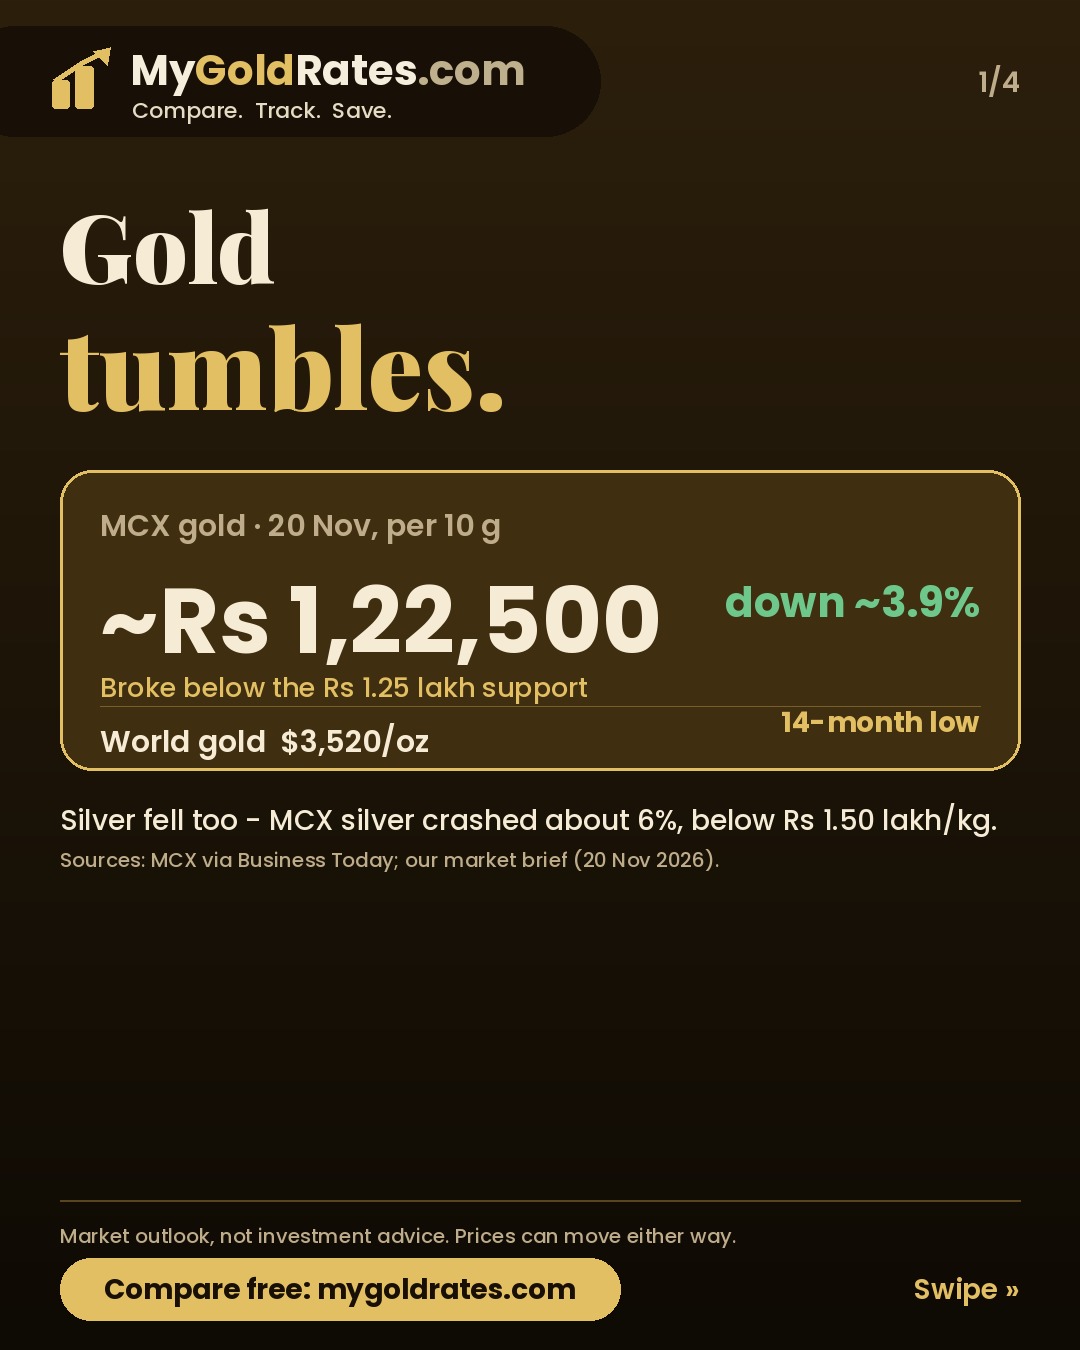 MyGoldRates.com
Compare. Track. Save.
1/4
Gold
tumbles.
MCX gold · 20 Nov, per 10 g
~Rs 1,22,500
down ~3.9%
Broke below the Rs 1.25 lakh support
14-month low
World gold $3,520/oz
Silver fell too - MCX silver crashed about 6%, below Rs 1.50 lakh/kg.
Sources: MCX via Business Today; our market brief (20 Nov 2026).
Market outlook, not investment advice. Prices can move either way.
Compare free: mygoldrates.com
Swipe »